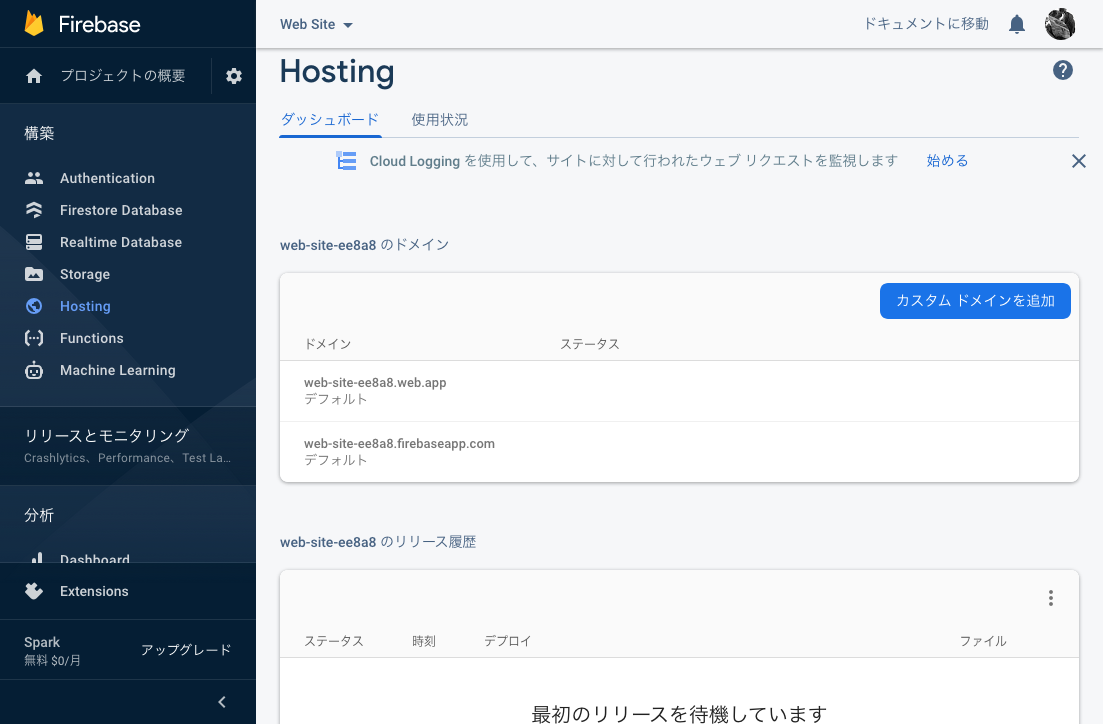 Firebase
Web Site
ドキュメントに移動
プロジェクトの概要
Hosting
ダッシュボード
使用状況
Cloud Logging を使用して、サイトに対して行われたウェブ リクエストを監視します
始める
構築
Authentication
Firestore Database
Realtime Database
Storage
Hosting
Functions
Machine Learning
リリースとモニタリング
Crashlytics、Performance、Test La…
分析
Dashboard
Extensions
Spark
無料 $0/月
アップグレード
web-site-ee8a8 のドメイン
カスタム ドメインを追加
ドメイン
ステータス
web-site-ee8a8.web.app
デフォルト
web-site-ee8a8.firebaseapp.com
デフォルト
web-site-ee8a8 のリリース履歴
ステータス
時刻
デプロイ
ファイル
最初のリリースを待機しています